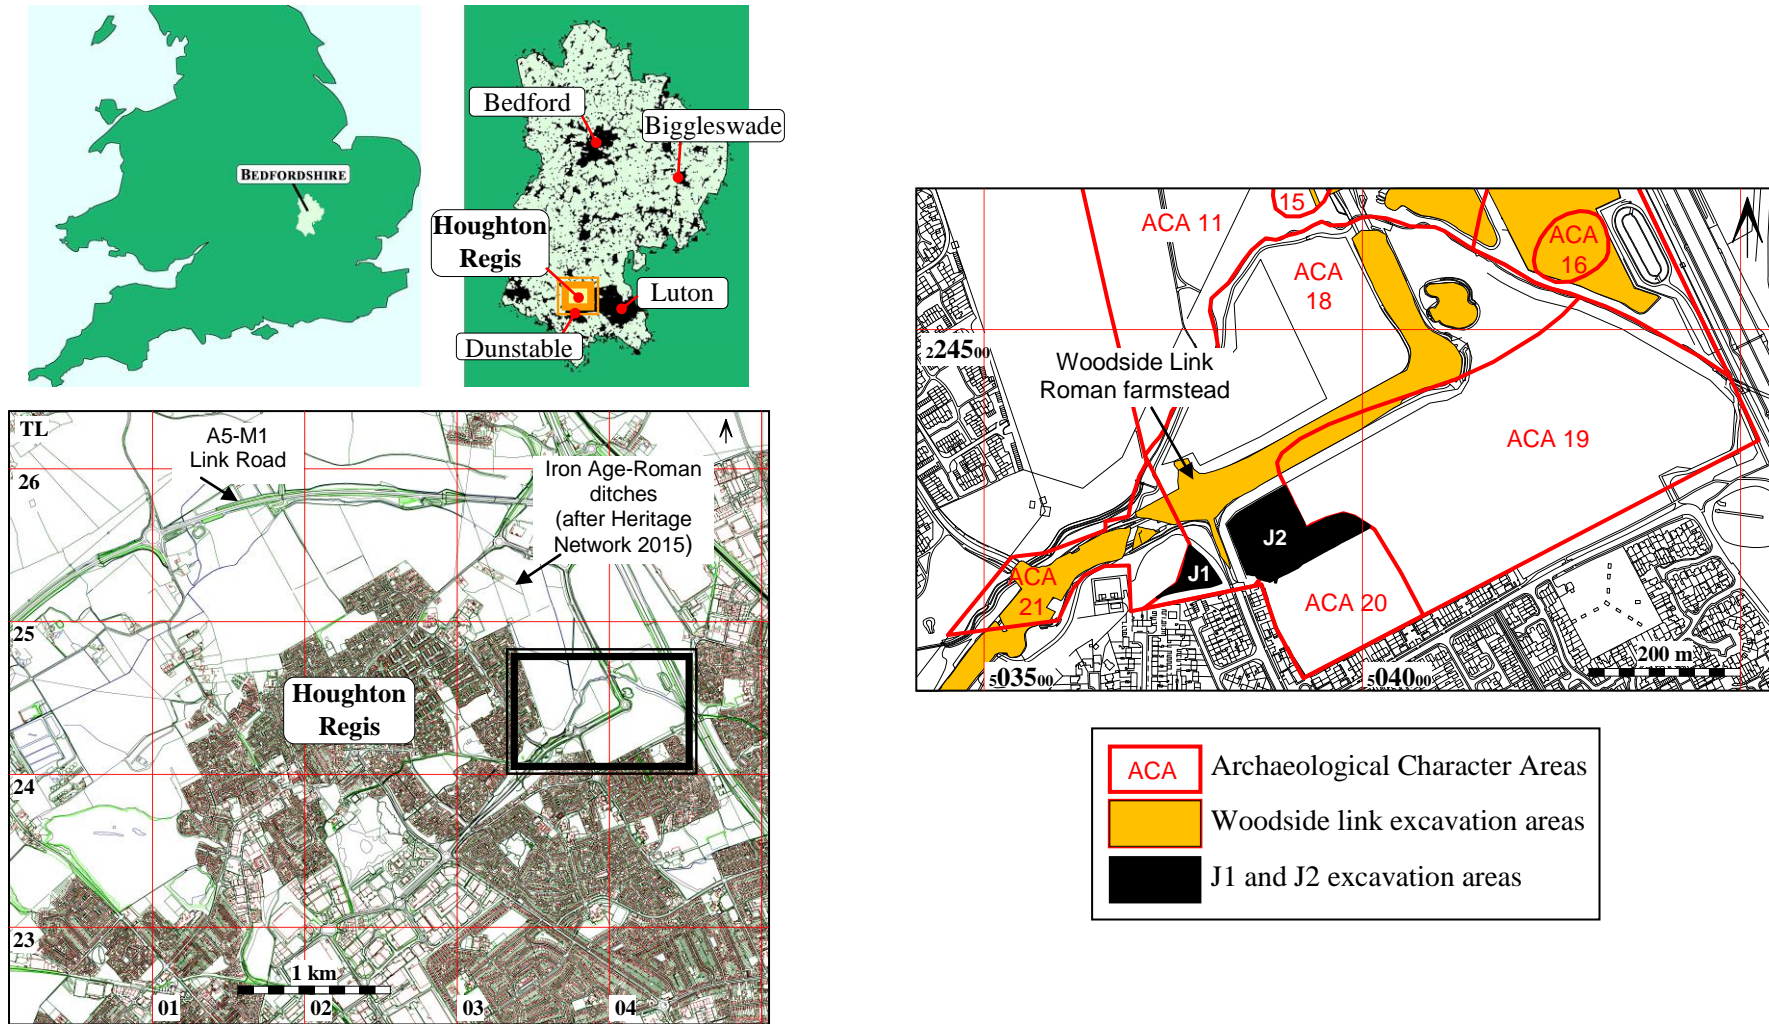 BEDFORDSHIRE
Bedford
Biggleswade
Houghton
Regis
Luton
Dunstable
TL
A5-M1
Link Road
Iron Age-Roman
ditches
(after Heritage
Network 2015)
26
25
24
23
Houghton
Regis
1 km
01
02
03
04
15
ACA 11
ACA
16
ACA
18
224500
Woodside Link
Roman farmstead
ACA 19
J2
J1
ACA
21
ACA 20
200 m
503500
504000
ACA
Archaeological Character Areas
Woodside link excavation areas
J1 and J2 excavation areas